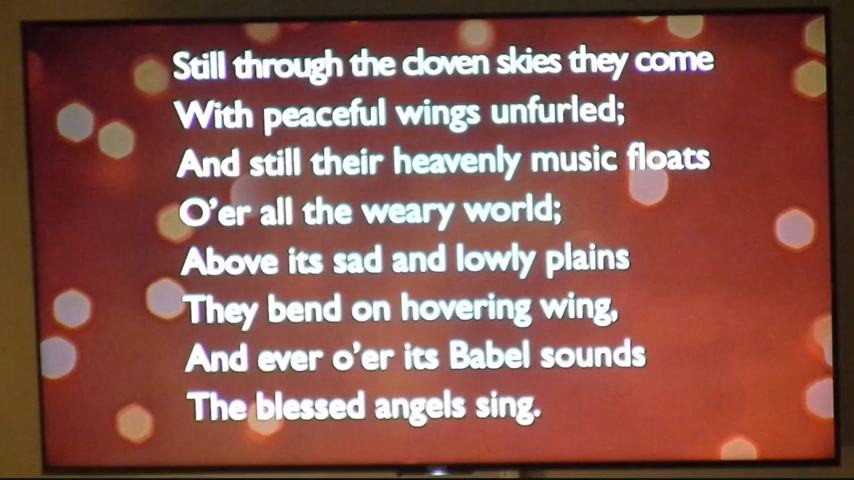 Still through the cloven skies they come
With peaceful wings unfurled;
And still their heavenly music floats
O'er all the weary world;
Above its sad and lowly plains
They bend on hovering wing,
And ever o'er its Babel sounds
The blessed angels sing.